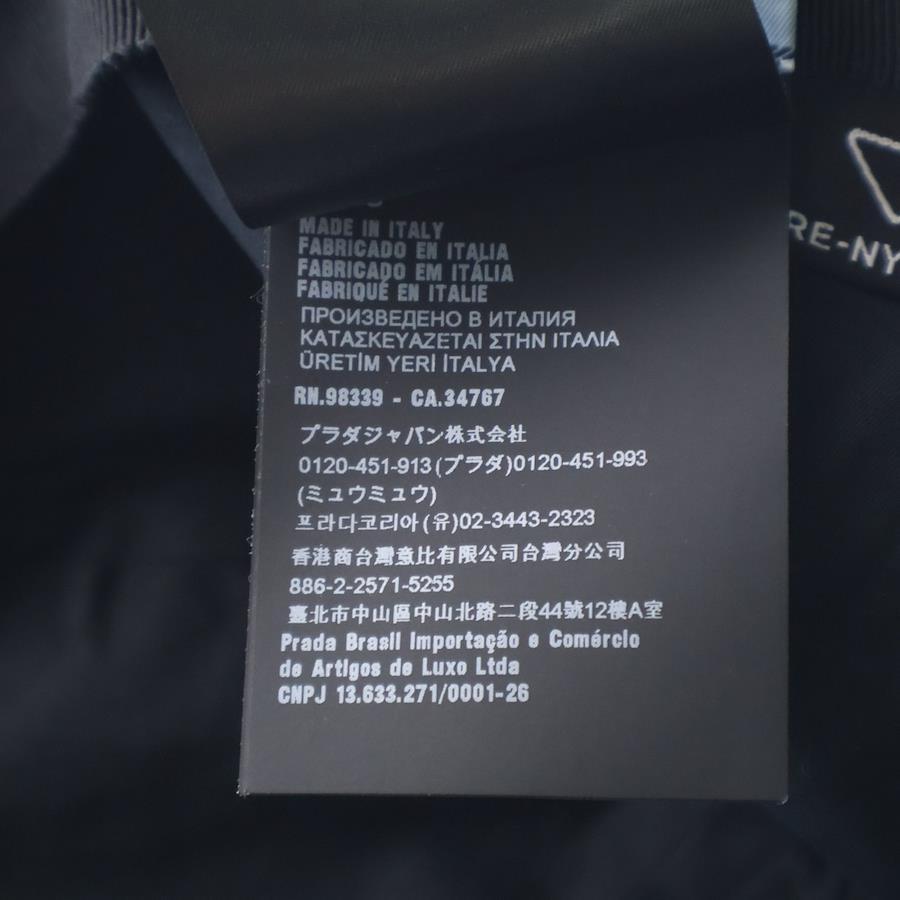 MADE IN ITALY
FABRICADO EN ITALIA
FABRICADO EM ITÁLIA
FABRIQUÉ EN ITALIE
ПРОИЗВЕДЕНО В ИТАЛИЯ
ΚΑΤΑΣΚΕΥΑΖΕΤΑΙ ΣΤΗΝ ΙΤΑΛΙΑ
ÜRETİM YERİ İTALYA
RN.98339 - CA.34767
プラダジャパン株式会社
0120-451-913(プラダ)0120-451-993
(ミュウミュウ)
프라다코리아(유)02-3443-2323
香港商台灣意比有限公司台灣分公司
886-2-2571-5255
臺北市中山區中山北路二段44號12樓A室
Prada Brasil Importação e Comércio
de Artigos de Luxo Ltda
CNPJ 13.633.271/0001-26
RE-NY